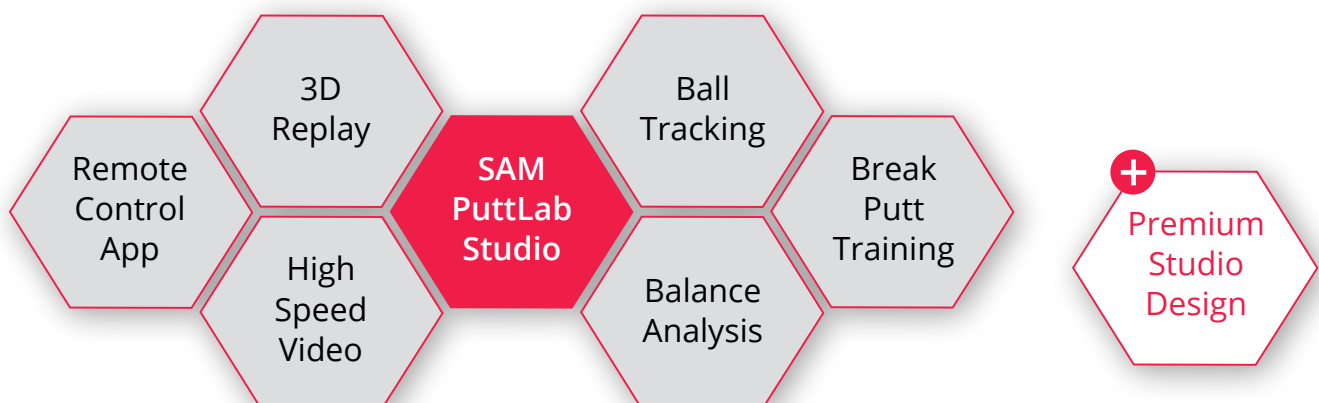 Remote
Control
App
3D
Replay
High
Speed
Video
SAM
PuttLab
Studio
Ball
Tracking
Balance
Analysis
Break
Putt
Training
+
Premium
Studio
Design